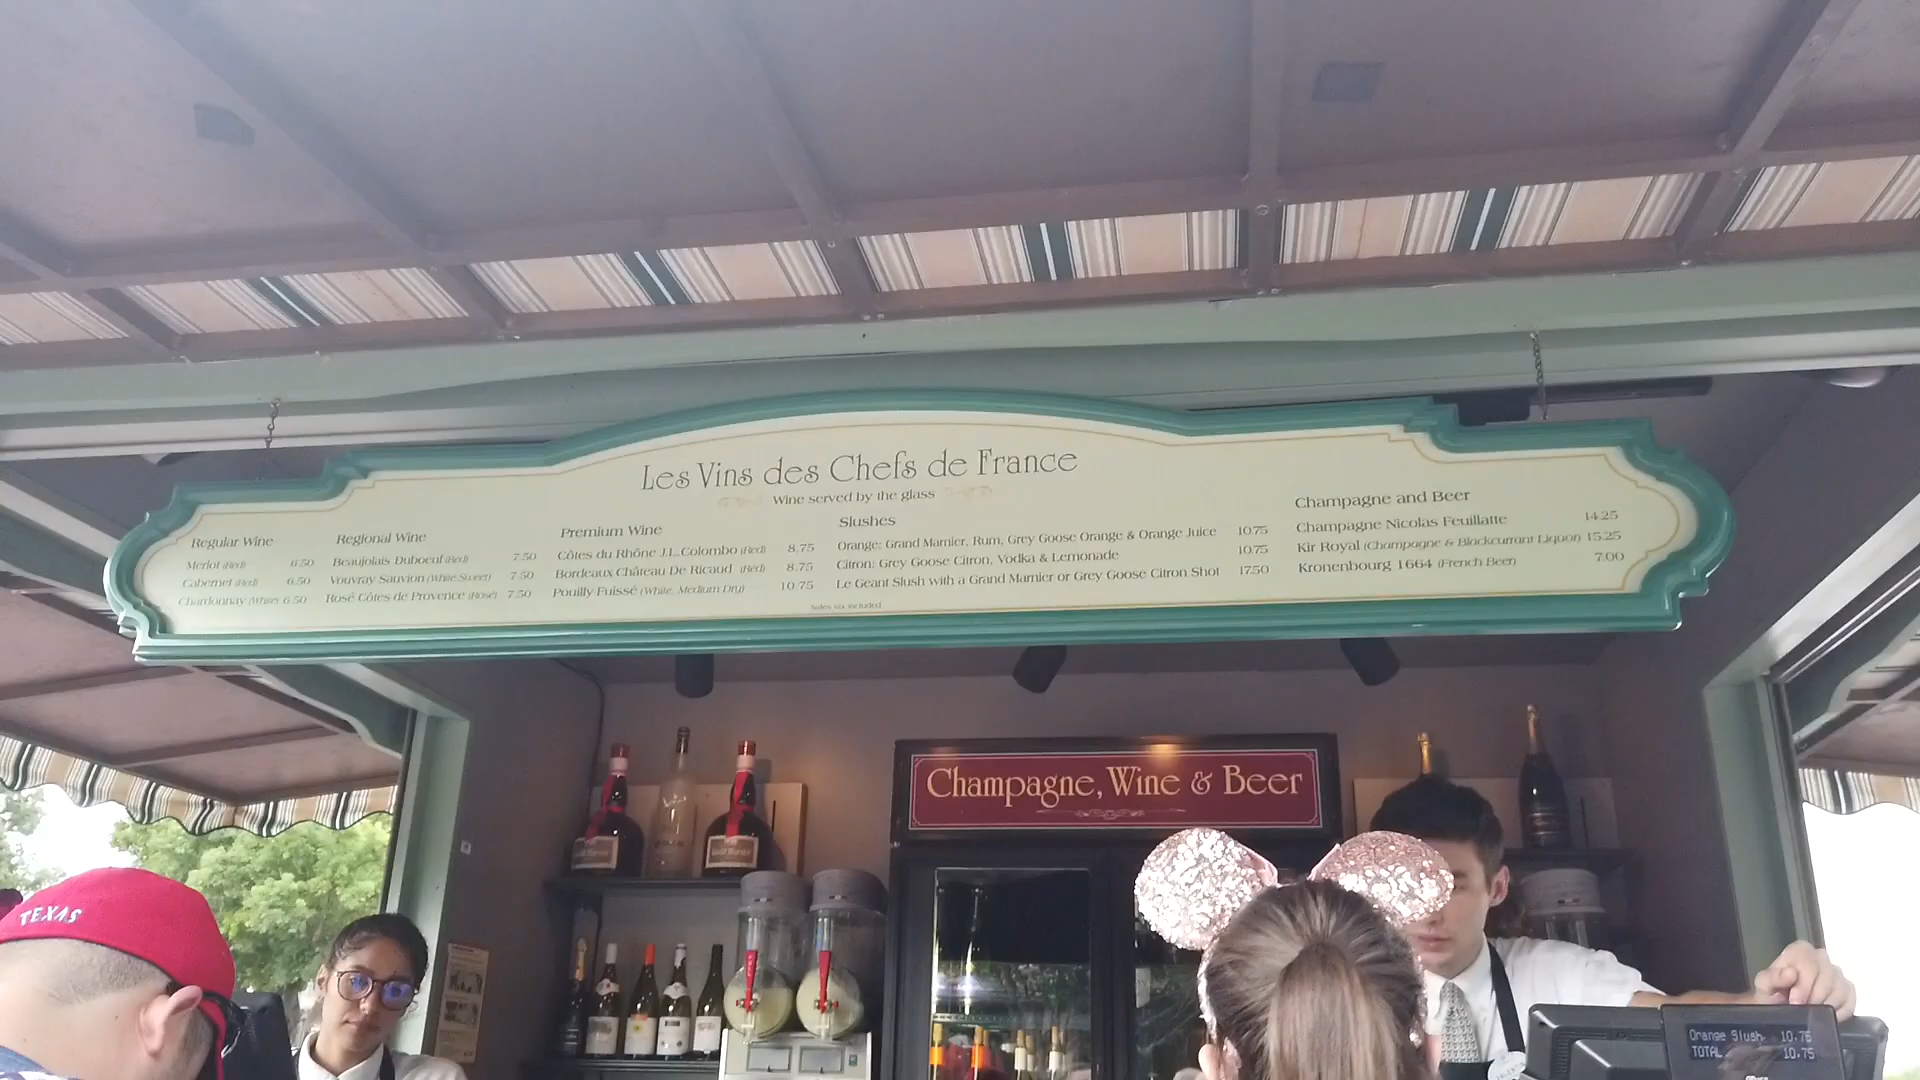 Les Vins des Chefs de France
Wine served by the glass
Regular Wine
Merlot (Red) 6.50
Cabernet (Red) 6.50
Chardonnay (White) 6.50
Regional Wine
Beaujolais Duboeuf (Red) 7.50
Vouvray Sauvion (White, Sweet) 7.50
Rosé Côtes de Provence (Rosé) 7.50
Premium Wine
Côtes du Rhône J.L. Colombo (Red) 8.75
Bordeaux Château De Ricaud (Red) 8.75
Pouilly-Fuissé (White, Medium Dry) 10.75
Slushes
Orange: Grand Marnier, Rum, Grey Goose Orange & Orange Juice 10.75
Citron: Grey Goose Citron, Vodka & Lemonade 10.75
Le Geant Slush with a Grand Marnier or Grey Goose Citron Shot 17.50
Champagne and Beer
Champagne Nicolas Feuillatte 14.25
Kir Royal (Champagne & Blackcurrant Liquor) 15.25
Kronenbourg 1664 (French Beer) 7.00
Sales tax included
Champagne, Wine & Beer
TEXAS
Orange Slush 10.75
TOTAL 10.75